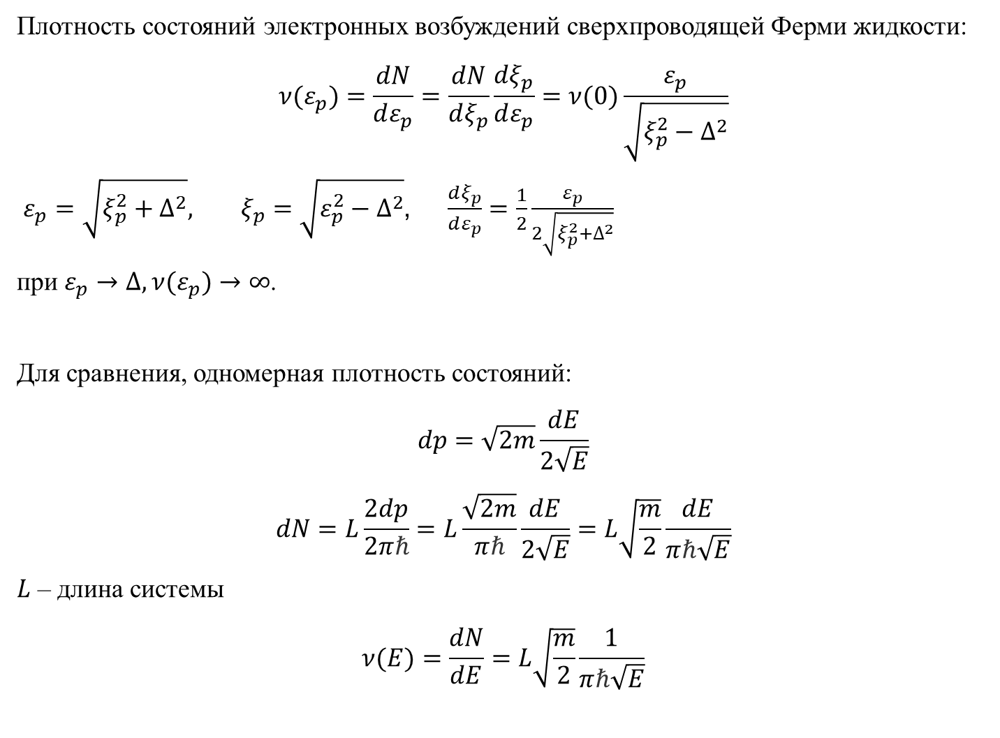 Плотность состояний электронных возбуждений сверхпроводящей Ферми жидкости:
$\nu(\varepsilon_p) = \frac{dN}{d\varepsilon_p} = \frac{dN}{d\xi_p}\frac{d\xi_p}{d\varepsilon_p} = \nu(0)\frac{\varepsilon_p}{\sqrt{\xi_p^2 - \Delta^2}}$
$\varepsilon_p = \sqrt{\xi_p^2 + \Delta^2}, \quad \xi_p = \sqrt{\varepsilon_p^2 - \Delta^2}, \quad \frac{d\xi_p}{d\varepsilon_p} = \frac{1}{2}\frac{\varepsilon_p}{2\sqrt{\xi_p^2 + \Delta^2}}$
при $\varepsilon_p \to \Delta, \nu(\varepsilon_p) \to \infty$.
Для сравнения, одномерная плотность состояний:
$dp = \sqrt{2m}\frac{dE}{2\sqrt{E}}$
$dN = L\frac{2dp}{2\pi\hbar} = L\frac{\sqrt{2m}}{\pi\hbar}\frac{dE}{2\sqrt{E}} = L\sqrt{\frac{m}{2}}\frac{dE}{\pi\hbar\sqrt{E}}$
$L$ – длина системы
$\nu(E) = \frac{dN}{dE} = L\sqrt{\frac{m}{2}}\frac{1}{\pi\hbar\sqrt{E}}$